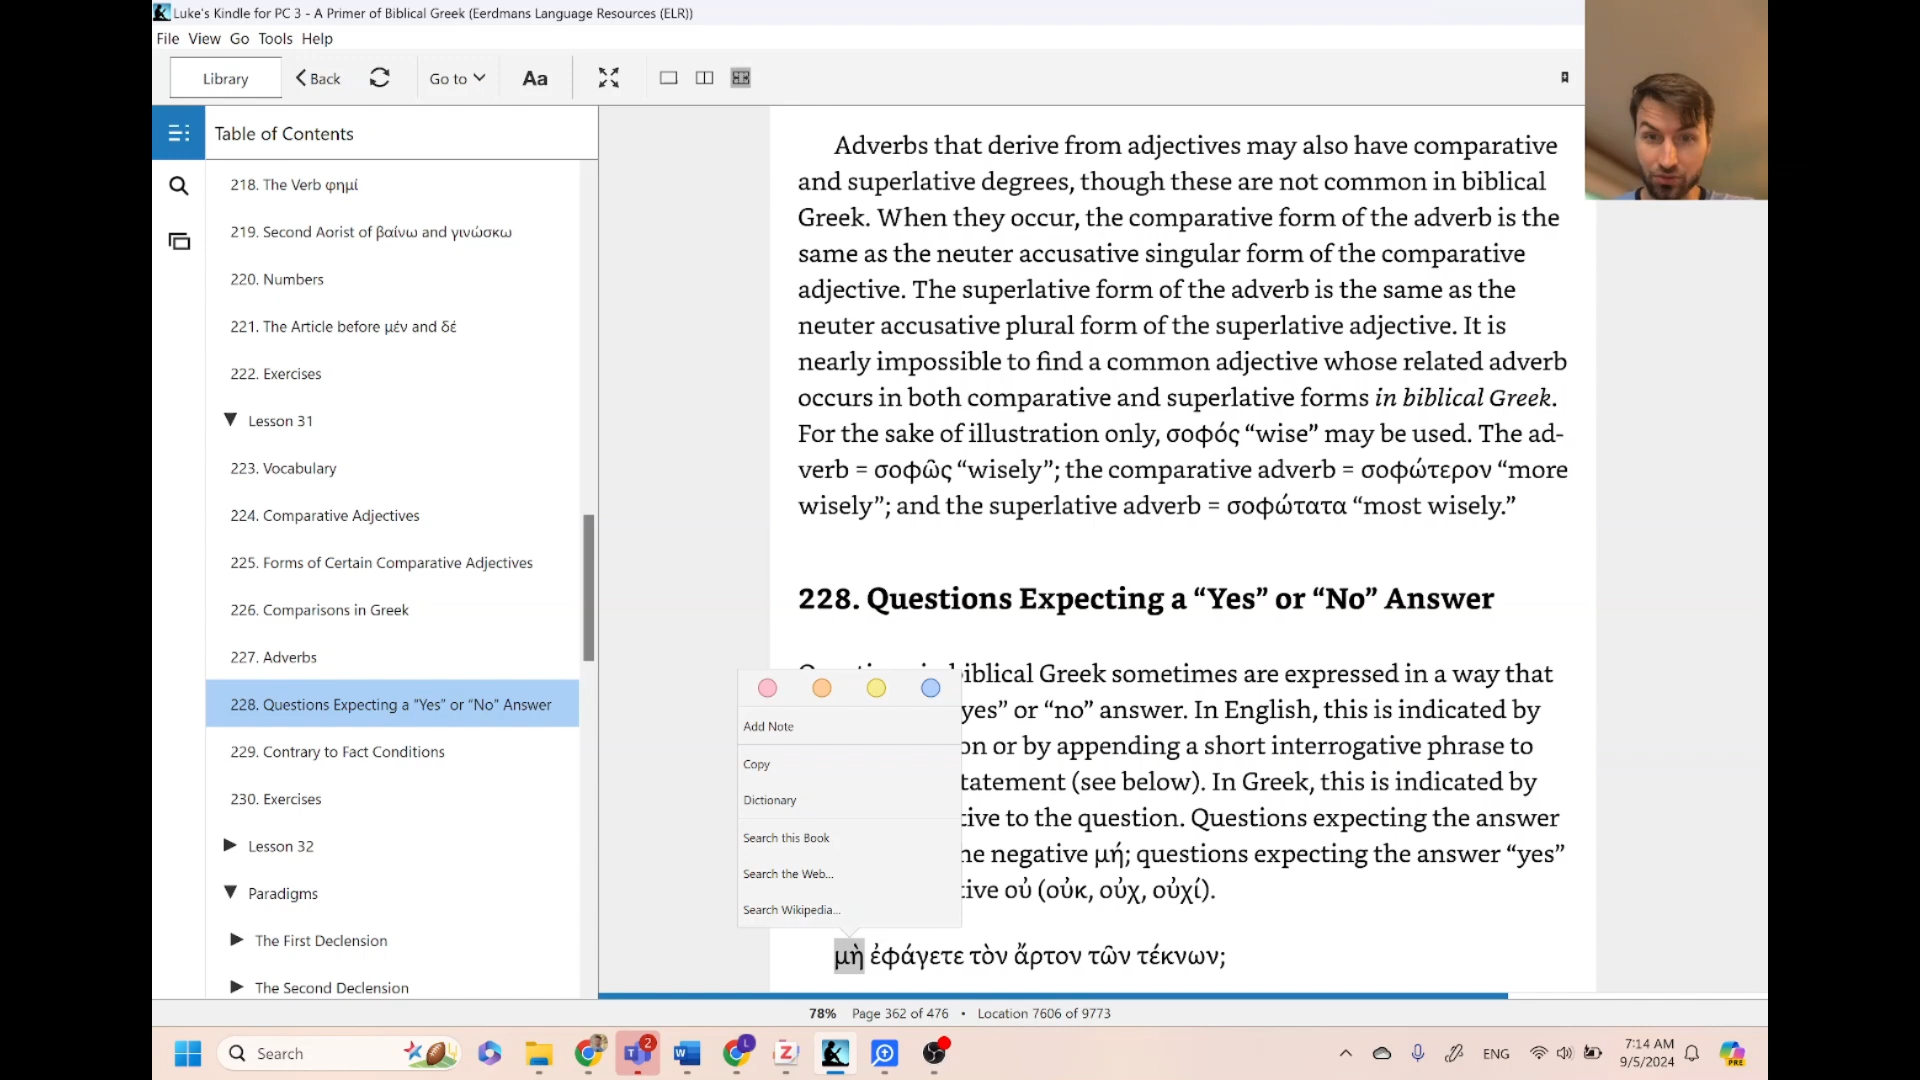 Luke's Kindle for PC 3 - A Primer of Biblical Greek (Eerdmans Language Resources (ELR))
File View Go Tools Help
Library Back Go to Aa
Table of Contents
218. The Verb φημί
219. Second Aorist of βαίνω and γινώσκω
220. Numbers
221. The Article before μέν and δέ
222. Exercises
Lesson 31
223. Vocabulary
224. Comparative Adjectives
225. Forms of Certain Comparative Adjectives
226. Comparisons in Greek
227. Adverbs
228. Questions Expecting a “Yes” or “No” Answer
229. Contrary to Fact Conditions
230. Exercises
Lesson 32
Paradigms
The First Declension
The Second Declension
Adverbs that derive from adjectives may also have comparative
and superlative degrees, though these are not common in biblical
Greek. When they occur, the comparative form of the adverb is the
same as the neuter accusative singular form of the comparative
adjective. The superlative form of the adverb is the same as the
neuter accusative plural form of the superlative adjective. It is
nearly impossible to find a common adjective whose related adverb
occurs in both comparative and superlative forms in biblical Greek.
For the sake of illustration only, σοφός “wise” may be used. The ad-
verb = σοφῶς “wisely”; the comparative adverb = σοφώτερον “more
wisely”; and the superlative adverb = σοφώτατα “most wisely.”
228. Questions Expecting a “Yes” or “No” Answer
biblical Greek sometimes are expressed in a way that
yes” or “no” answer. In English, this is indicated by
or by appending a short interrogative phrase to
tatement (see below). In Greek, this is indicated by
tive to the question. Questions expecting the answer
negative μή; questions expecting the answer “yes”
tive οὐ (οὐκ, οὐχ, οὐχί).
μὴ ἐφάγετε τὸν ἄρτον τῶν τέκνων;
Add Note
Copy
Dictionary
Search this Book
Search the Web...
Search Wikipedia...
78% Page 362 of 476 • Location 7606 of 9773
Search
2
L
ENG
7:14 AM
9/5/2024
PRE